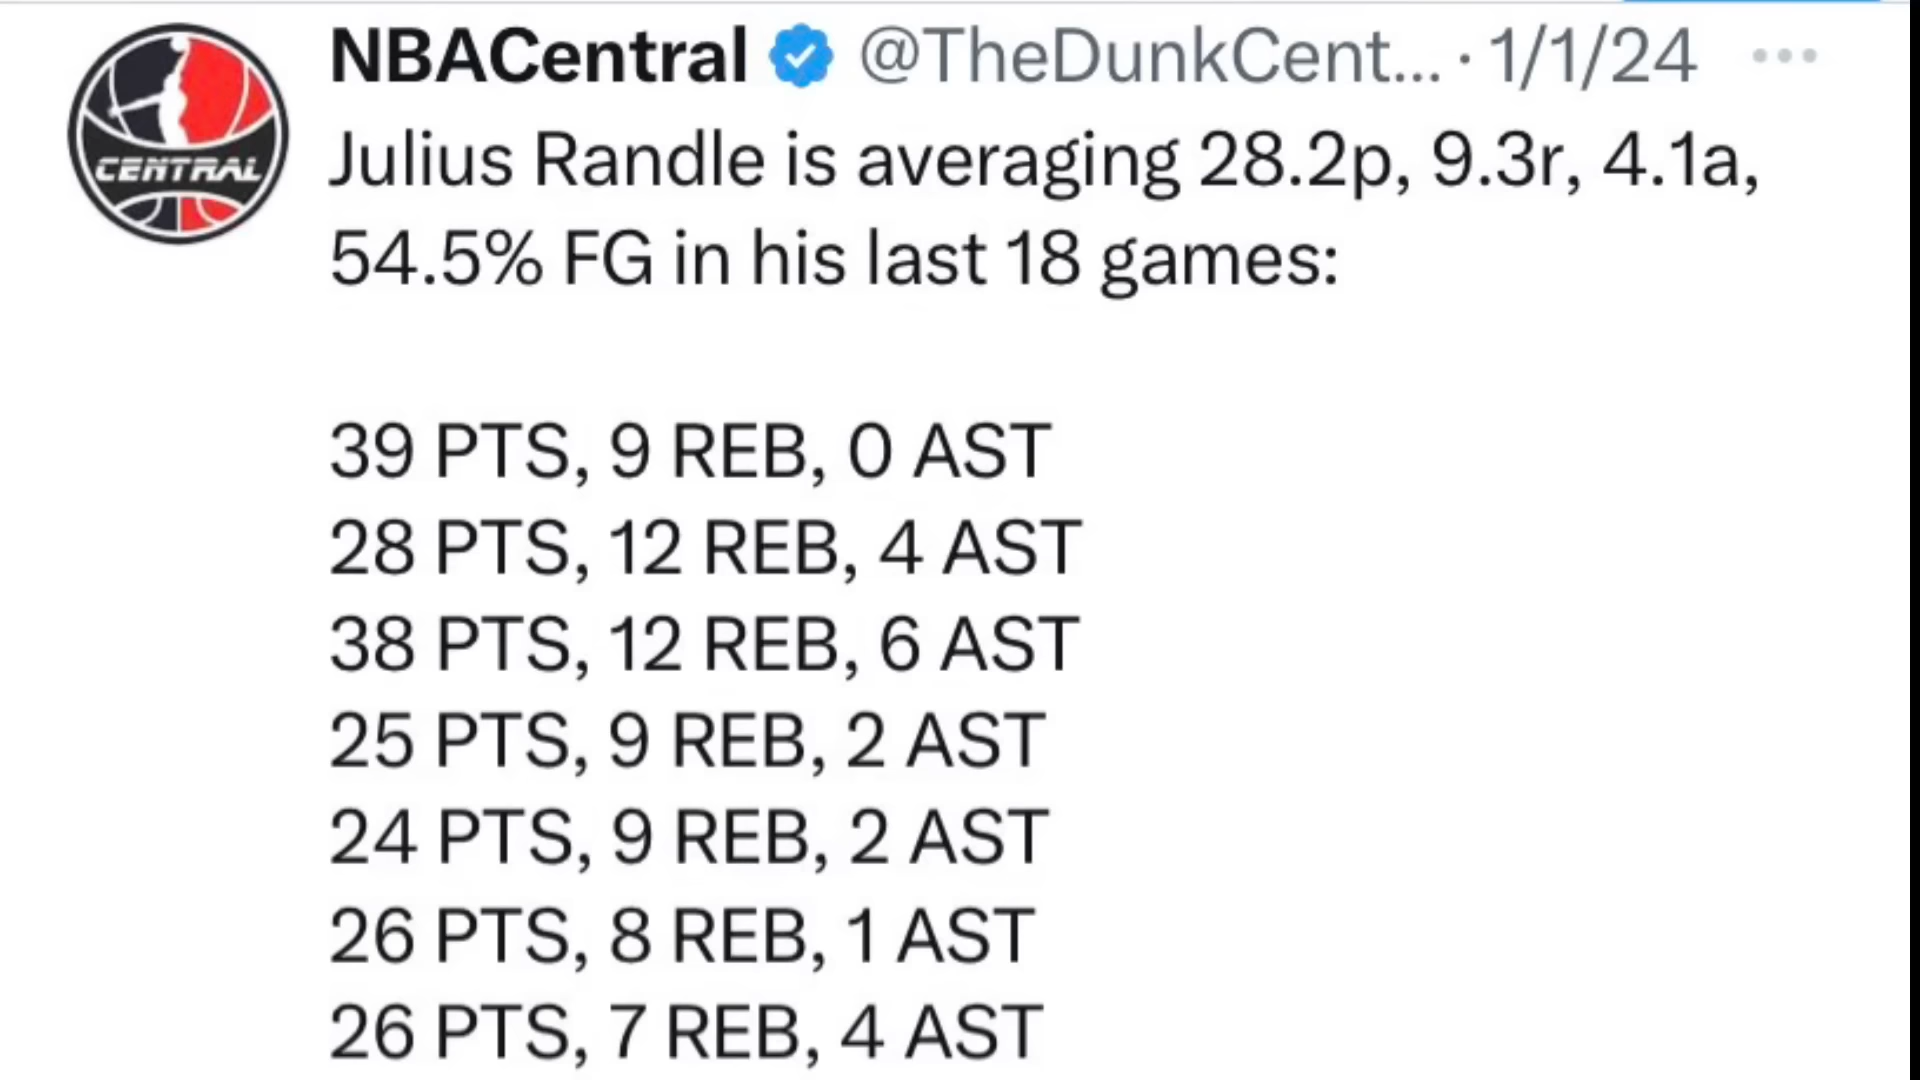 NBACentral @TheDunkCent... · 1/1/24
CENTRAL
Julius Randle is averaging 28.2p, 9.3r, 4.1a,
54.5% FG in his last 18 games:
39 PTS, 9 REB, 0 AST
28 PTS, 12 REB, 4 AST
38 PTS, 12 REB, 6 AST
25 PTS, 9 REB, 2 AST
24 PTS, 9 REB, 2 AST
26 PTS, 8 REB, 1 AST
26 PTS, 7 REB, 4 AST